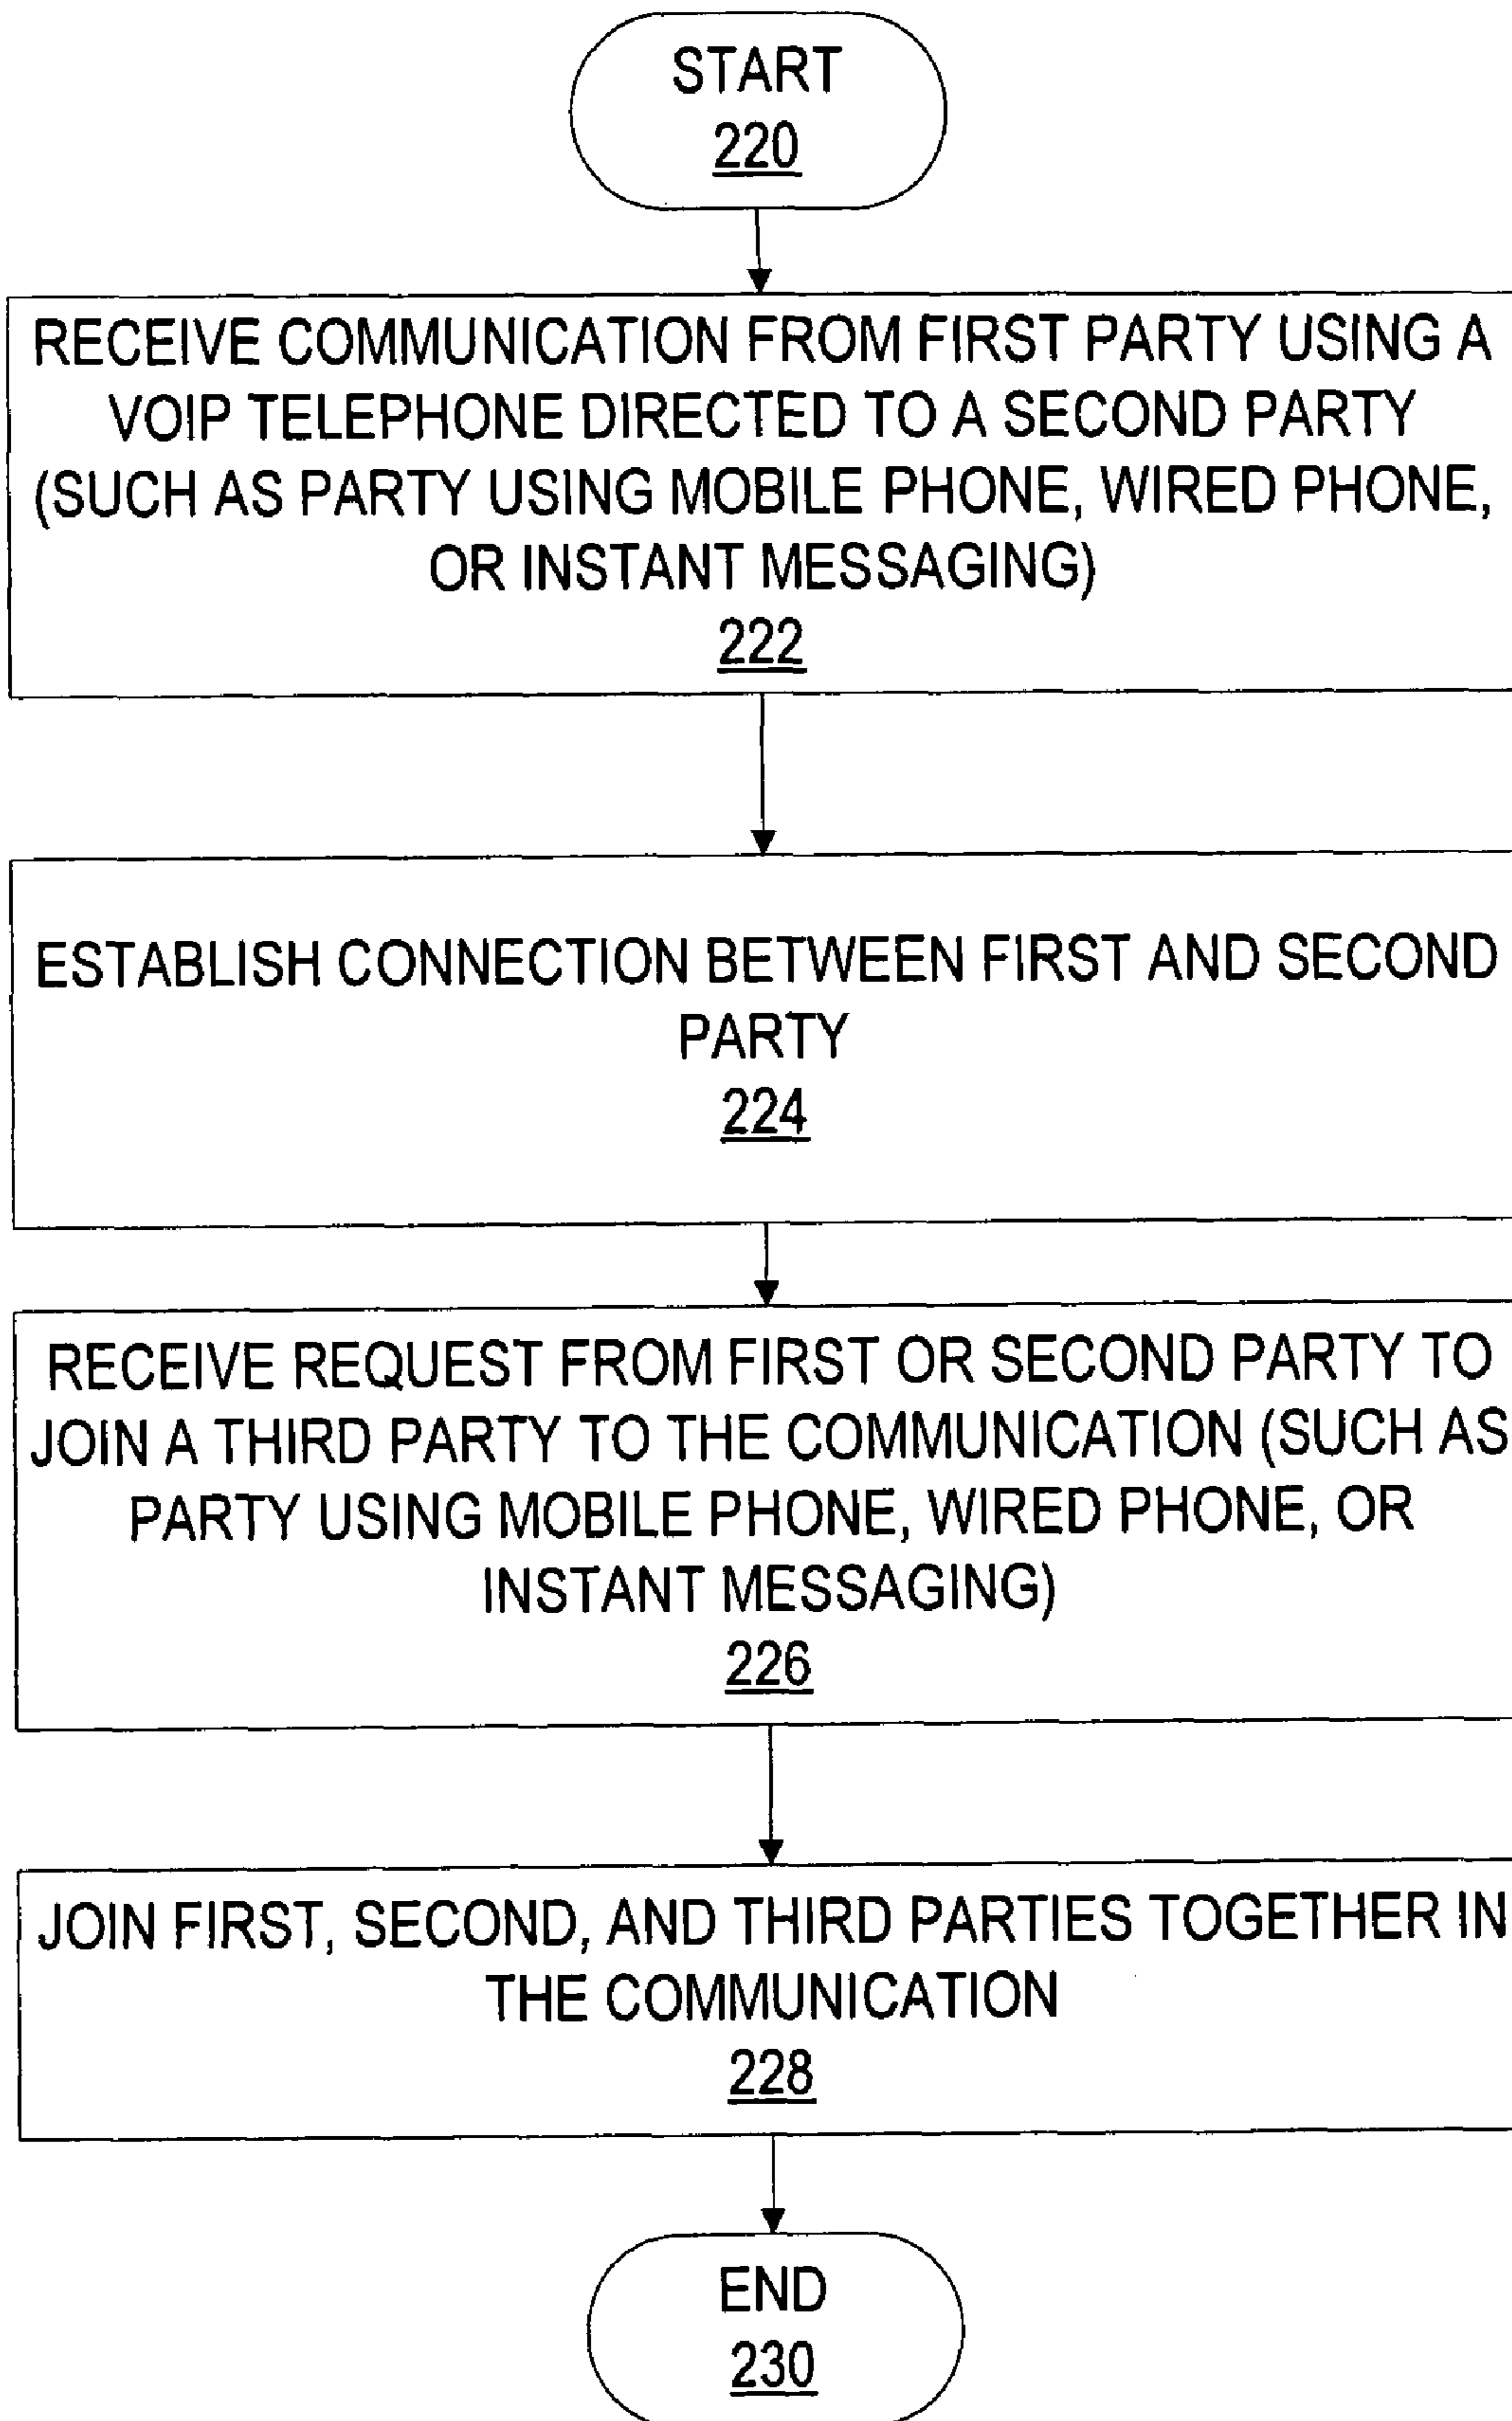 START
220
RECEIVE COMMUNICATION FROM FIRST PARTY USING A
VOIP TELEPHONE DIRECTED TO A SECOND PARTY
(SUCH AS PARTY USING MOBILE PHONE, WIRED PHONE,
OR INSTANT MESSAGING)
222
ESTABLISH CONNECTION BETWEEN FIRST AND SECOND
PARTY
224
RECEIVE REQUEST FROM FIRST OR SECOND PARTY TO
JOIN A THIRD PARTY TO THE COMMUNICATION (SUCH AS
PARTY USING MOBILE PHONE, WIRED PHONE, OR
INSTANT MESSAGING)
226
JOIN FIRST, SECOND, AND THIRD PARTIES TOGETHER IN
THE COMMUNICATION
228
END
230